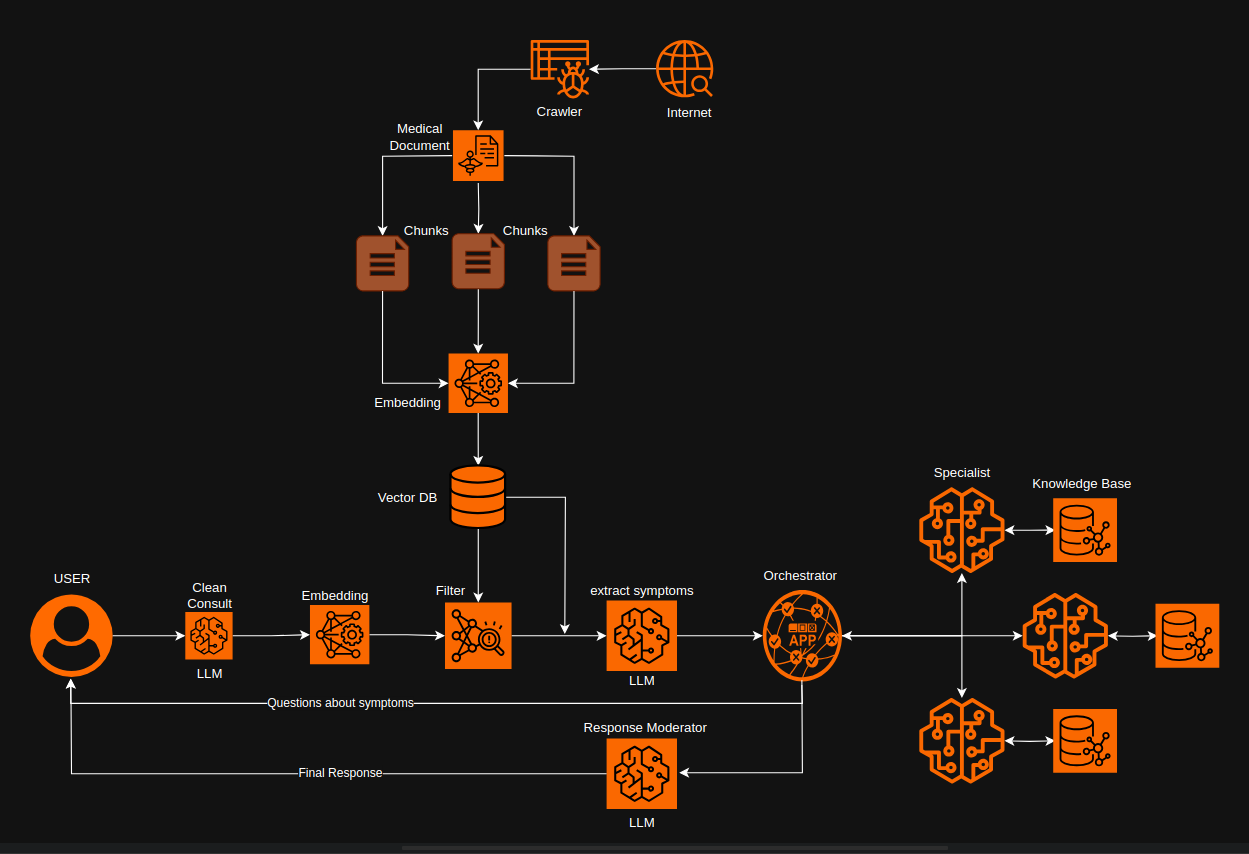 Crawler
Internet
Medical
Document
Chunks
Chunks
Embedding
Vector DB
Specialist
Knowledge Base
USER
Clean
Consult
LLM
Embedding
Filter
extract symptoms
LLM
Orchestrator
APP
Questions about symptoms
Response Moderator
Final Response
LLM